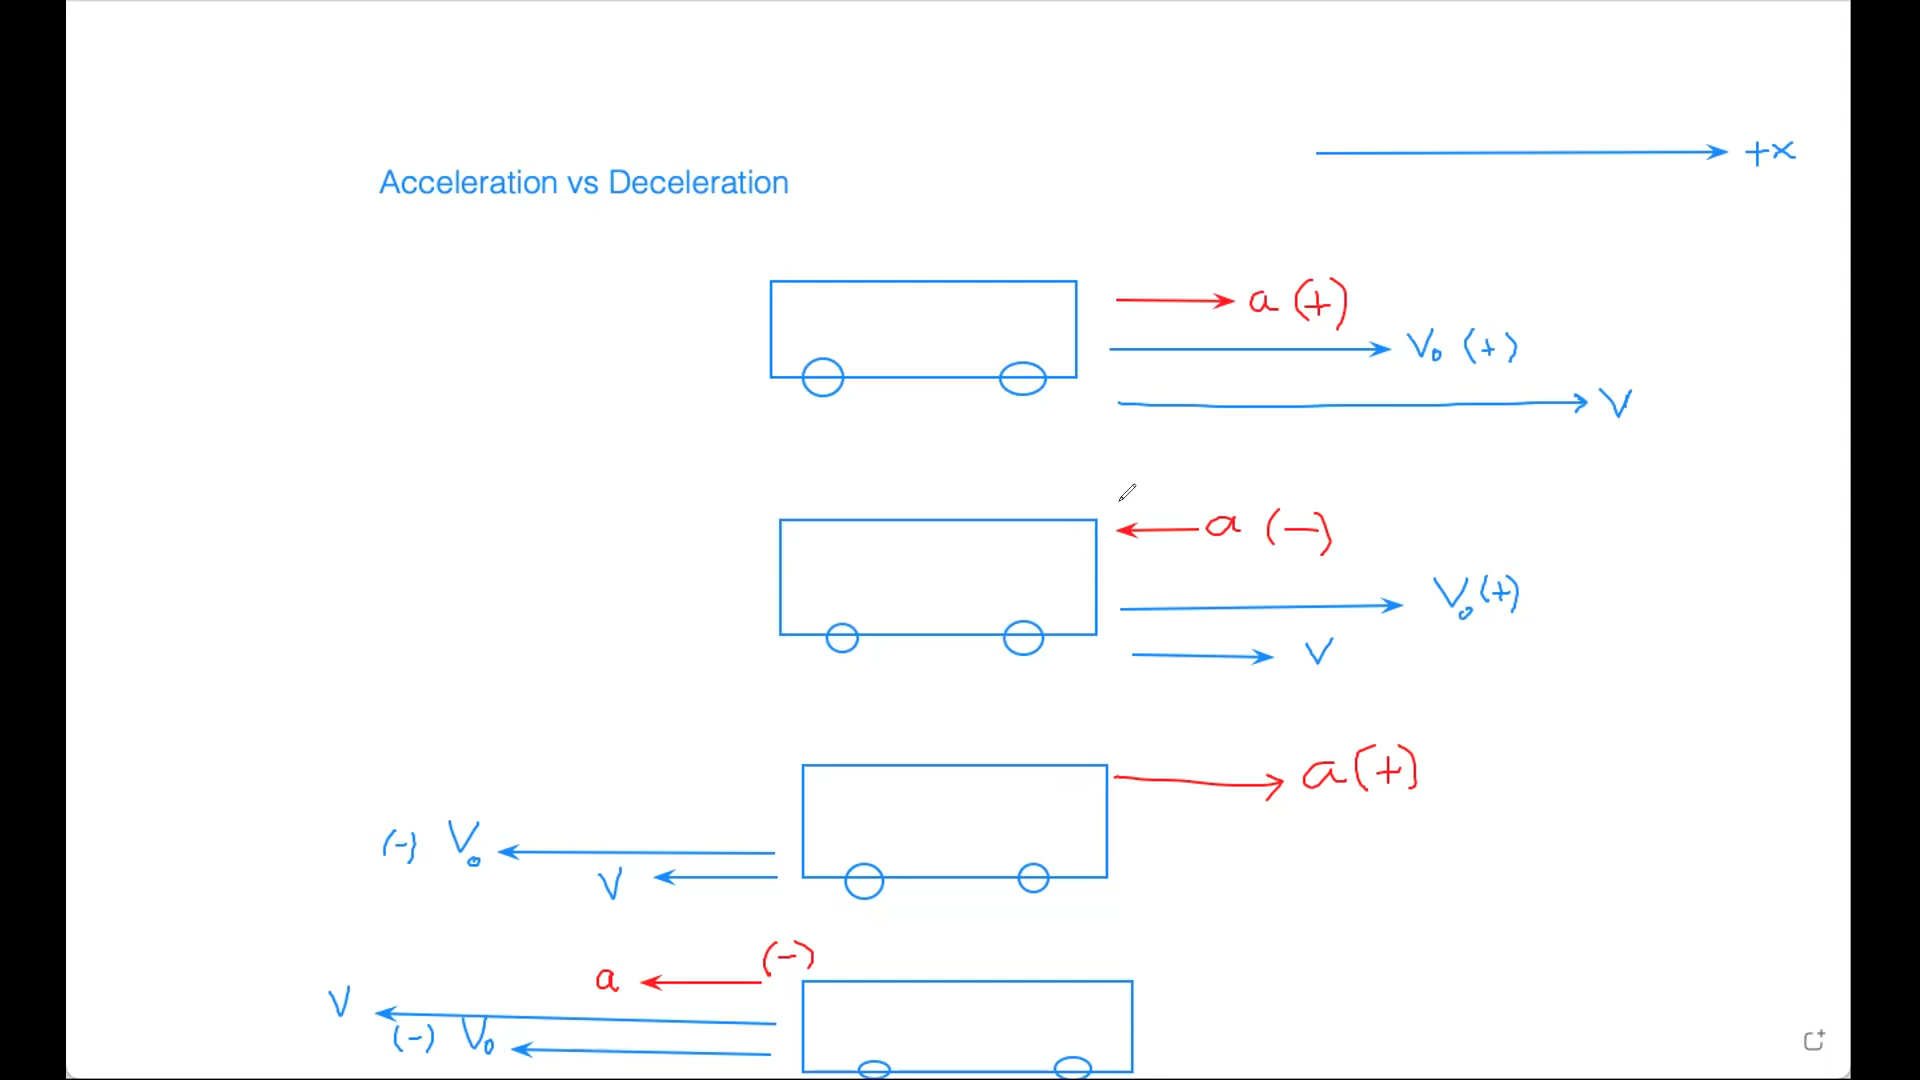 +x
Acceleration vs Deceleration
a (+)
V₀ (+)
V
a (−)
V₀ (+)
V
a (+)
(−) V₀
V
(−)
a
V
(−) V₀